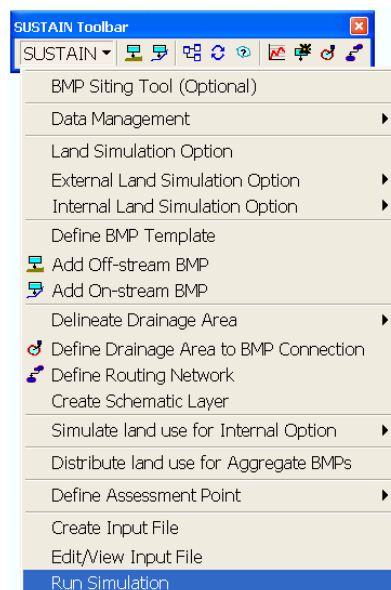 SUSTAIN Toolbar
SUSTAIN
BMP Siting Tool (Optional)
Data Management
Land Simulation Option
External Land Simulation Option
Internal Land Simulation Option
Define BMP Template
Add Off-stream BMP
Add On-stream BMP
Delineate Drainage Area
Define Drainage Area to BMP Connection
Define Routing Network
Create Schematic Layer
Simulate land use for Internal Option
Distribute land use for Aggregate BMPs
Define Assessment Point
Create Input File
Edit/View Input File
Run Simulation